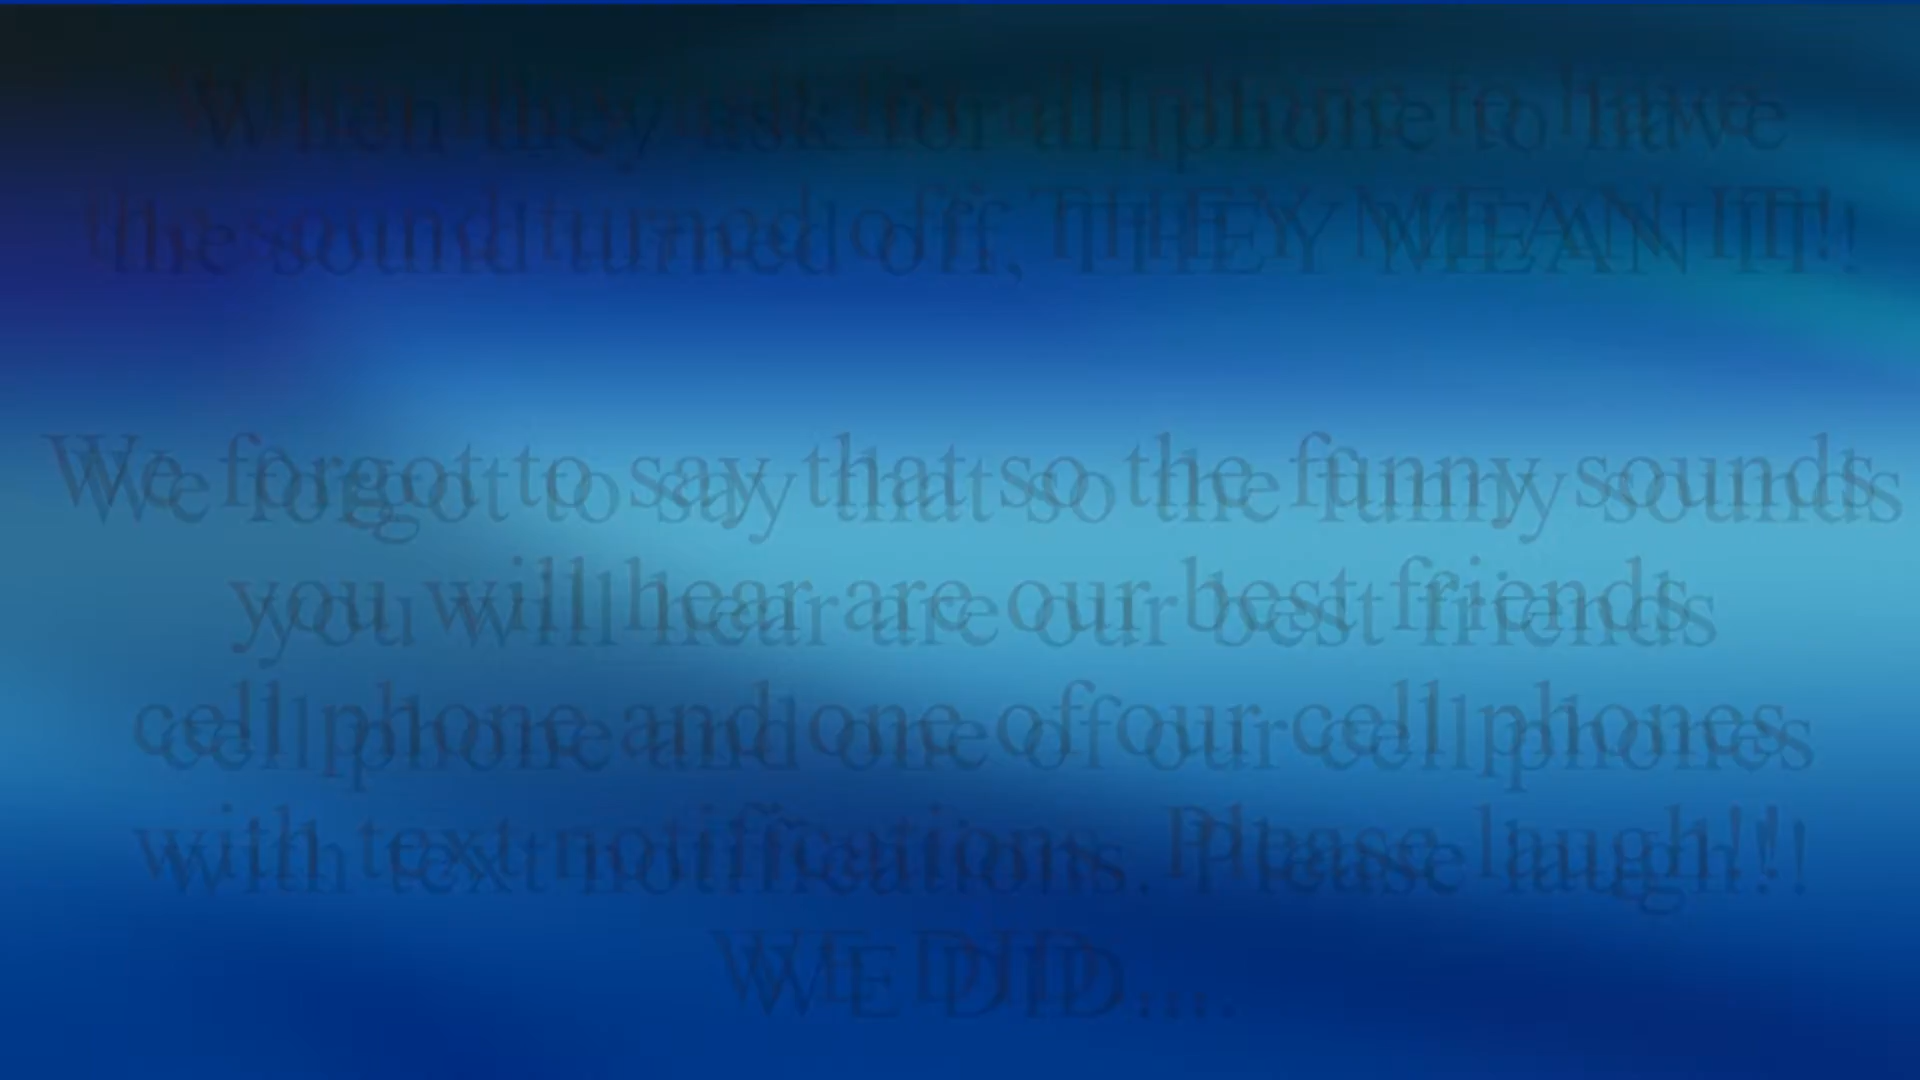 When they ask for all phone to have
the sound turned off, THEY MEAN IT!!
We forgot to say that so the funny sounds
you will hear are our best friends
cell phone and one of our cell phones
with text notifications. Please laugh!!
WE DID....